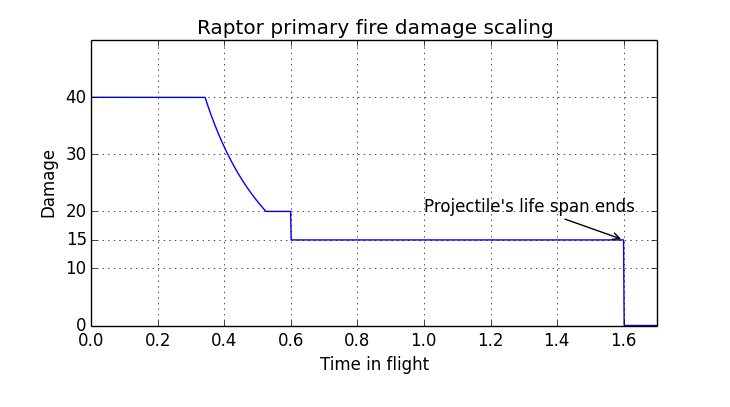 Raptor primary fire damage scaling
40
30
20
15
10
0
Damage
Projectile's life span ends
0.0 0.2 0.4 0.6 0.8 1.0 1.2 1.4 1.6
Time in flight